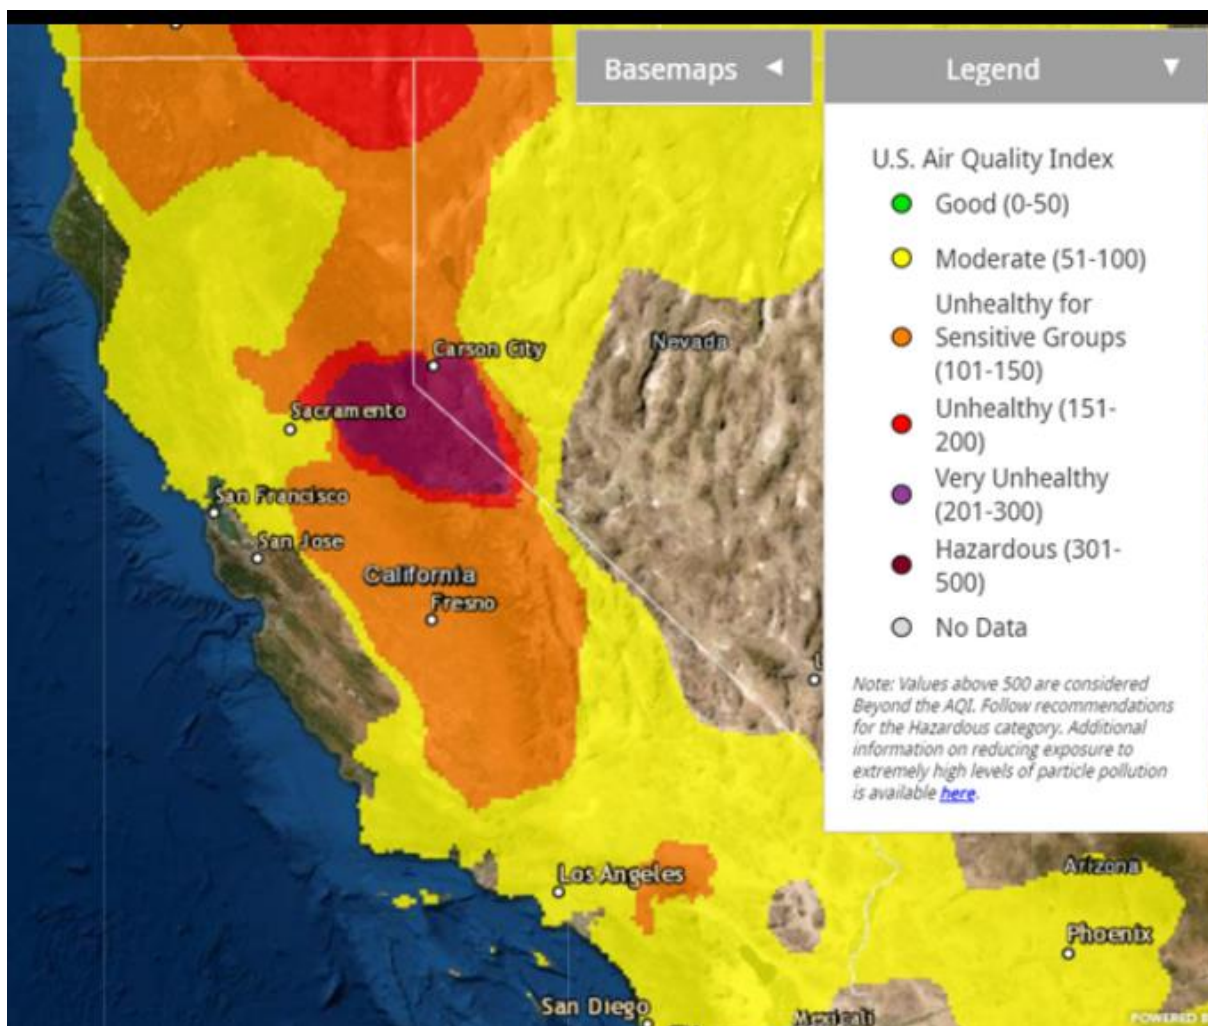 Basemaps
Legend
U.S. Air Quality Index
Good (0-50)
Moderate (51-100)
Unhealthy for
Sensitive Groups
(101-150)
Unhealthy (151-
200)
Very Unhealthy
(201-300)
Hazardous (301-
500)
No Data
Note: Values above 500 are considered
Beyond the AQI. Follow recommendations
for the Hazardous category. Additional
information on reducing exposure to
extremely high levels of particle pollution
is available here.
Nevada
Carson City
Sacramento
San Francisco
San Jose
California
Fresno
Los Angeles
Arizona
Phoenix
San Diego
Mexicali
POWERED